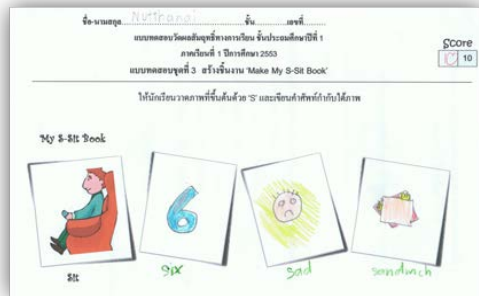 ชื่อ-นามสกุล Nutthanai ชั้น เลขที่
แบบทดสอบวัดผลสัมฤทธิ์ทางการเรียน ชั้นประถมศึกษาปีที่ 1
ภาคเรียนที่ 1 ปีการศึกษา 2553
แบบทดสอบชุดที่ 3 สร้างชิ้นงาน ‘Make My S-Sit Book’
Score
10
ให้นักเรียนวาดภาพที่ขึ้นต้นด้วย ‘S’ และเขียนคำศัพท์กำกับใต้ภาพ
My S-Sit Book
6
Sit
six
sad
sandwich